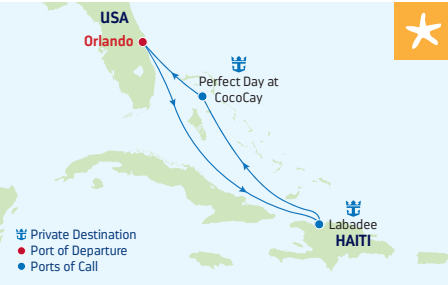 USA
Orlando
Perfect Day at
CocoCay
Labadee
HAITI
Private Destination
Port of Departure
Ports of Call